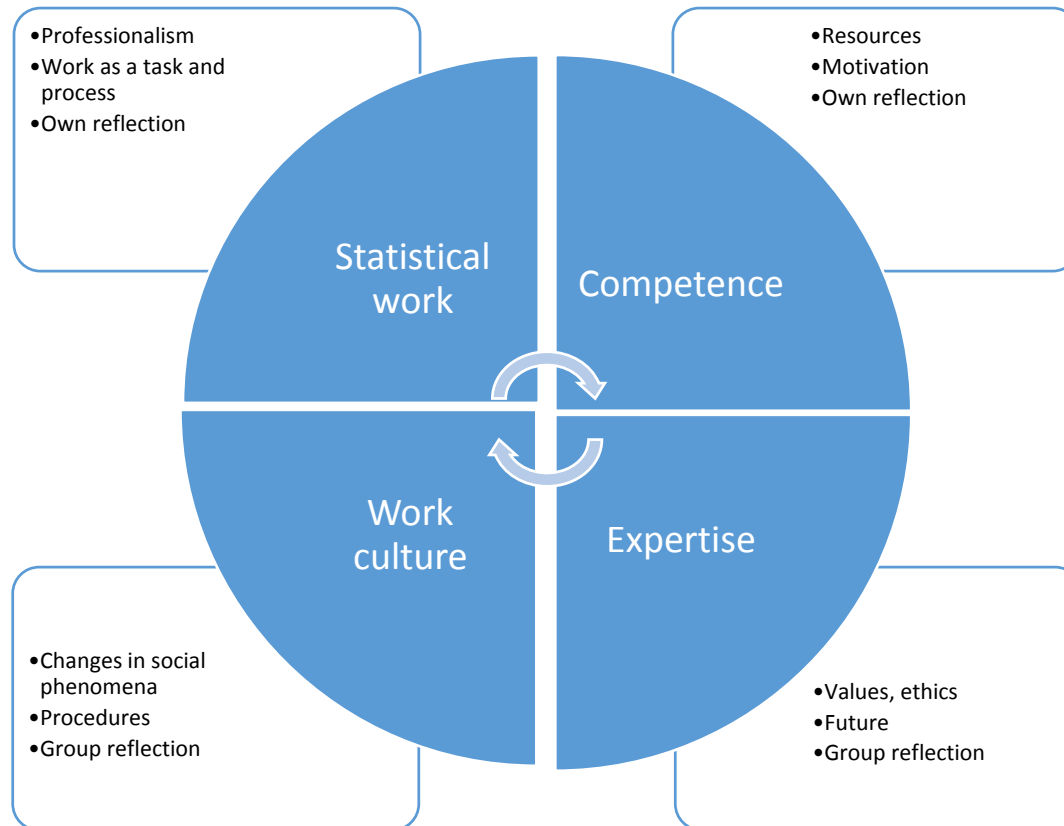 •Professionalism
•Work as a task and
process
•Own reflection
•Resources
•Motivation
•Own reflection
Statistical
work
Competence
Work
culture
Expertise
•Changes in social
phenomena
•Procedures
•Group reflection
•Values, ethics
•Future
•Group reflection